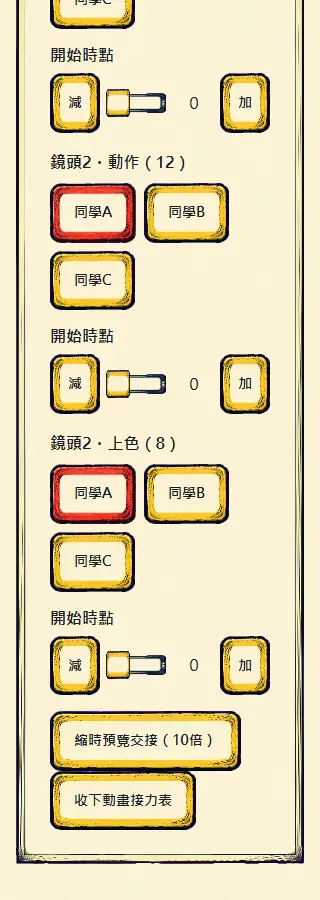 同學C
開始時點
減 0 加
鏡頭2・動作（12）
同學A 同學B
同學C
開始時點
減 0 加
鏡頭2・上色（8）
同學A 同學B
同學C
開始時點
減 0 加
縮時預覽交接（10倍）
收下動畫接力表